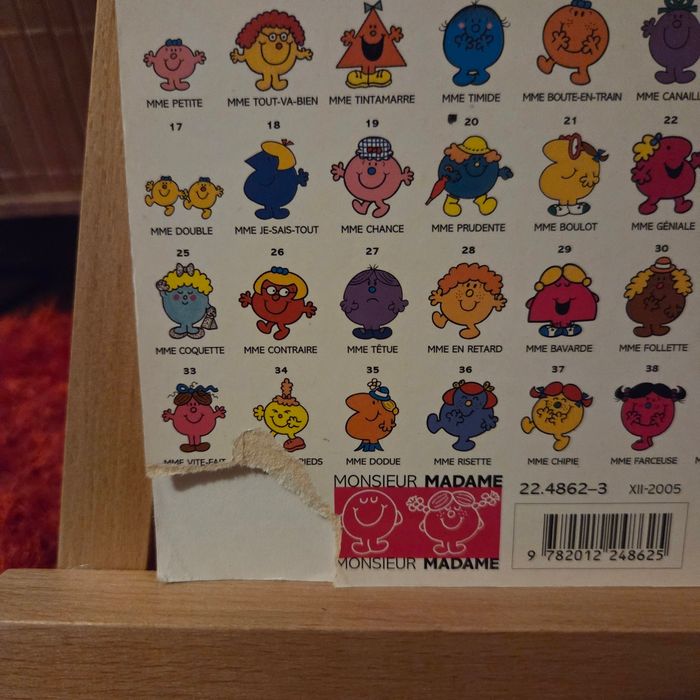 MME PETITE MME TOUT-VA-BIEN MME TINTAMARRE MME TIMIDE MME BOUTE-EN-TRAIN MME CANAILL
17 18 19 20 21 22
MME DOUBLE MME JE-SAIS-TOUT MME CHANCE MME PRUDENTE MME BOULOT MME GÉNIALE
25 26 27 28 29 30
MME COQUETTE MME CONTRAIRE MME TÊTUE MME EN RETARD MME BAVARDE MME FOLLETTE
33 34 35 36 37 38
MME VITE-FAIT PIEDS MME DODUE MME RISETTE MME CHIPIE MME FARCEUSE M
MONSIEUR MADAME 22.4862-3 XII-2005
MONSIEUR MADAME 9 782012 248625